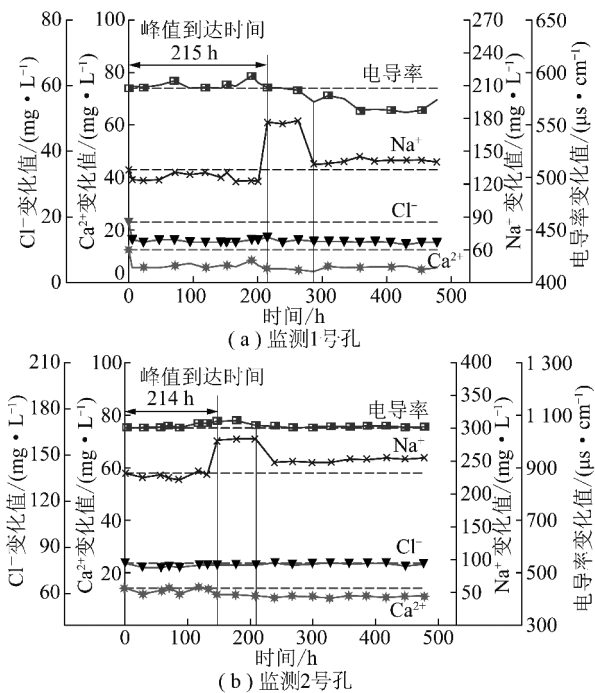 峰值到达时间
215 h
电导率
Na⁺
Cl⁻
Ca²⁺
Cl⁻变化值/(mg·L⁻¹)
80
60
40
20
0
Ca²⁺变化值/(mg·L⁻¹)
100
80
60
40
20
0
Na⁻变化值/(mg·L⁻¹)
270
240
210
180
150
120
90
60
30
电导率变化值/(μs·cm⁻¹)
650
600
550
500
450
400
0 100 200 300 400 500
时间/h
(a)监测1号孔
峰值到达时间
214 h
电导率
Na⁺
Cl⁻
Ca²⁺
Cl⁻变化值/(mg·L⁻¹)
210
180
150
120
90
60
Ca²⁺变化值/(mg·L⁻¹)
100
80
60
40
20
Na⁺变化值/(mg·L⁻¹)
400
350
300
250
200
150
100
50
0
电导率变化值/(μs·cm⁻¹)
1 300
1 100
900
700
500
300
0 100 200 300 400 500
时间/h
(b)监测2号孔